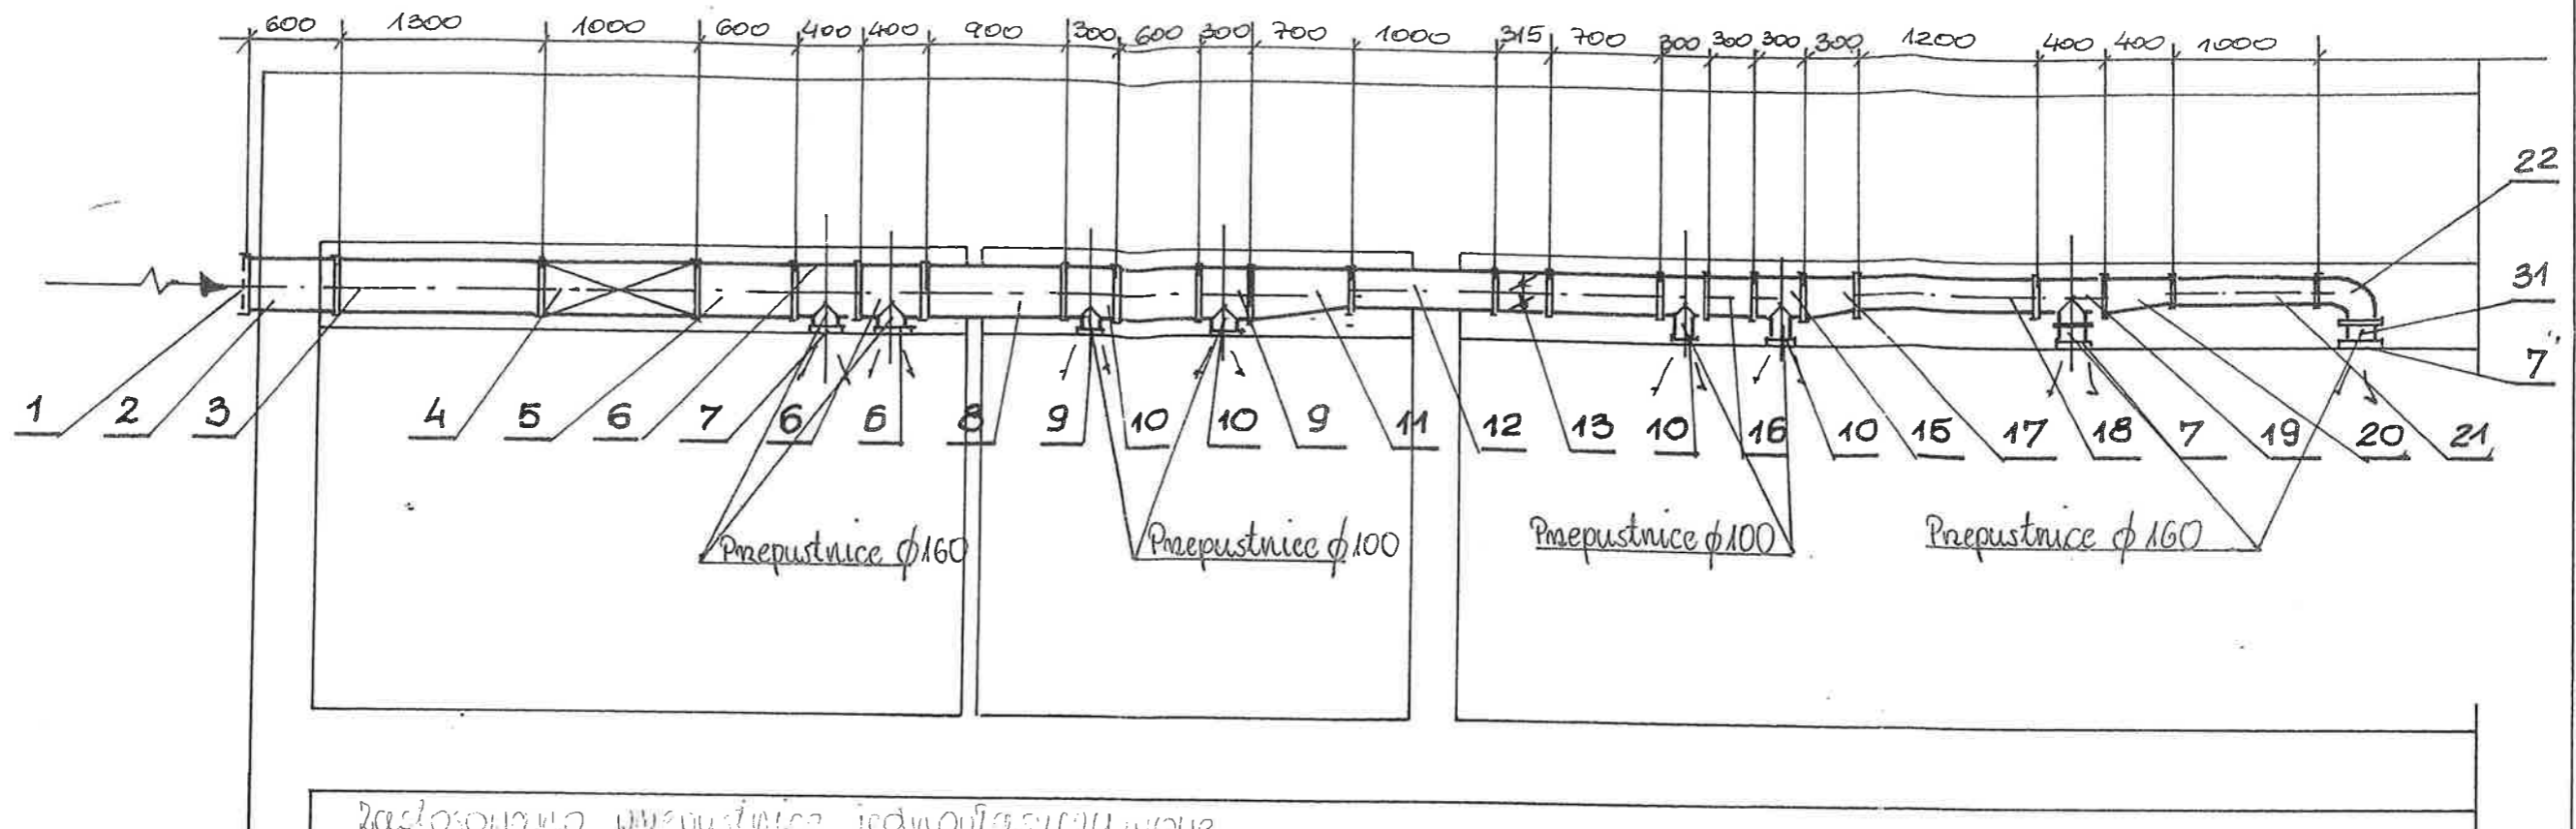 600 1300 1000 600 400 400 900 300 600 300 700 1000 315 700 300 300 300 300 1200 400 400 1000
22
31
7
1 2 3 4 5 6 7 6 6 8 9 10 10 9 11 12 13 10 16 10 15 17 18 7 19 20 21
Przepustnice ϕ160 Przepustnice ϕ100 Przepustnice ϕ100 Przepustnice ϕ160
Zastosowano przepustnice